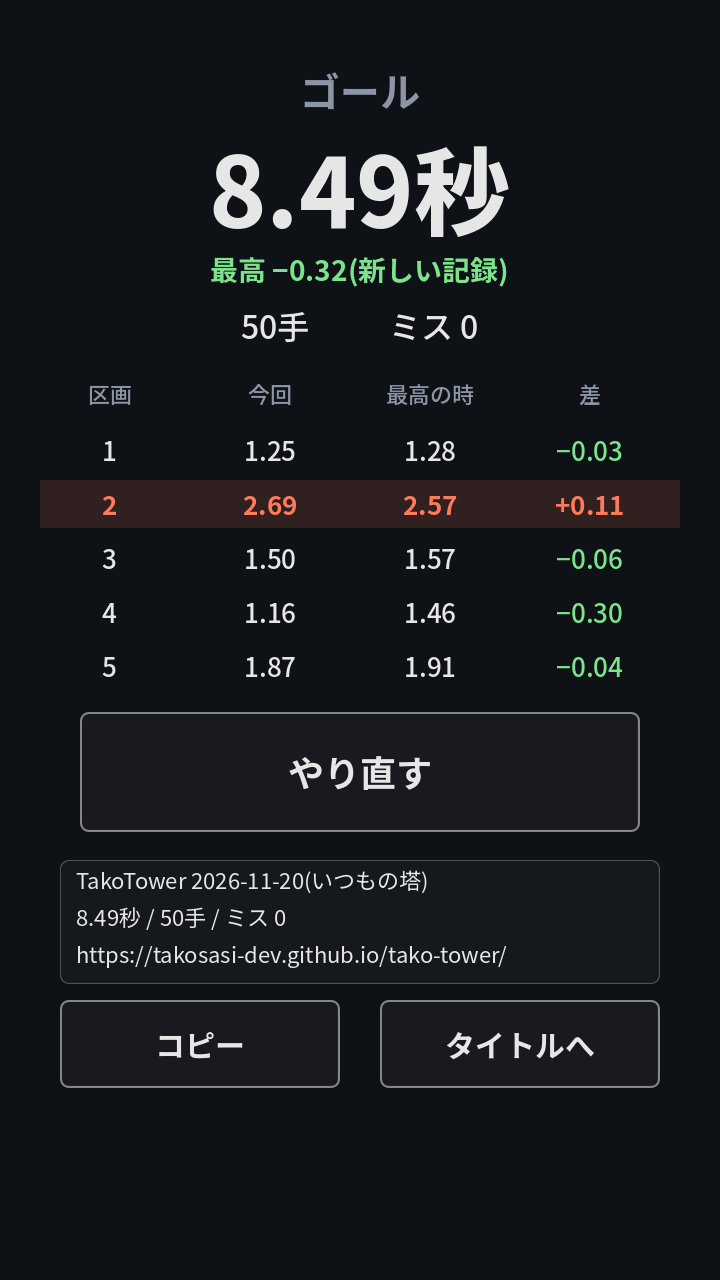 ゴール
8.49秒
最高 −0.32(新しい記録)
50手 ミス 0
区画 今回 最高の時 差
1 1.25 1.28 −0.03
2 2.69 2.57 +0.11
3 1.50 1.57 −0.06
4 1.16 1.46 −0.30
5 1.87 1.91 −0.04
やり直す
TakoTower 2026-11-20(いつもの塔)
8.49秒 / 50手 / ミス 0
https://takosasi-dev.github.io/tako-tower/
コピー タイトルへ